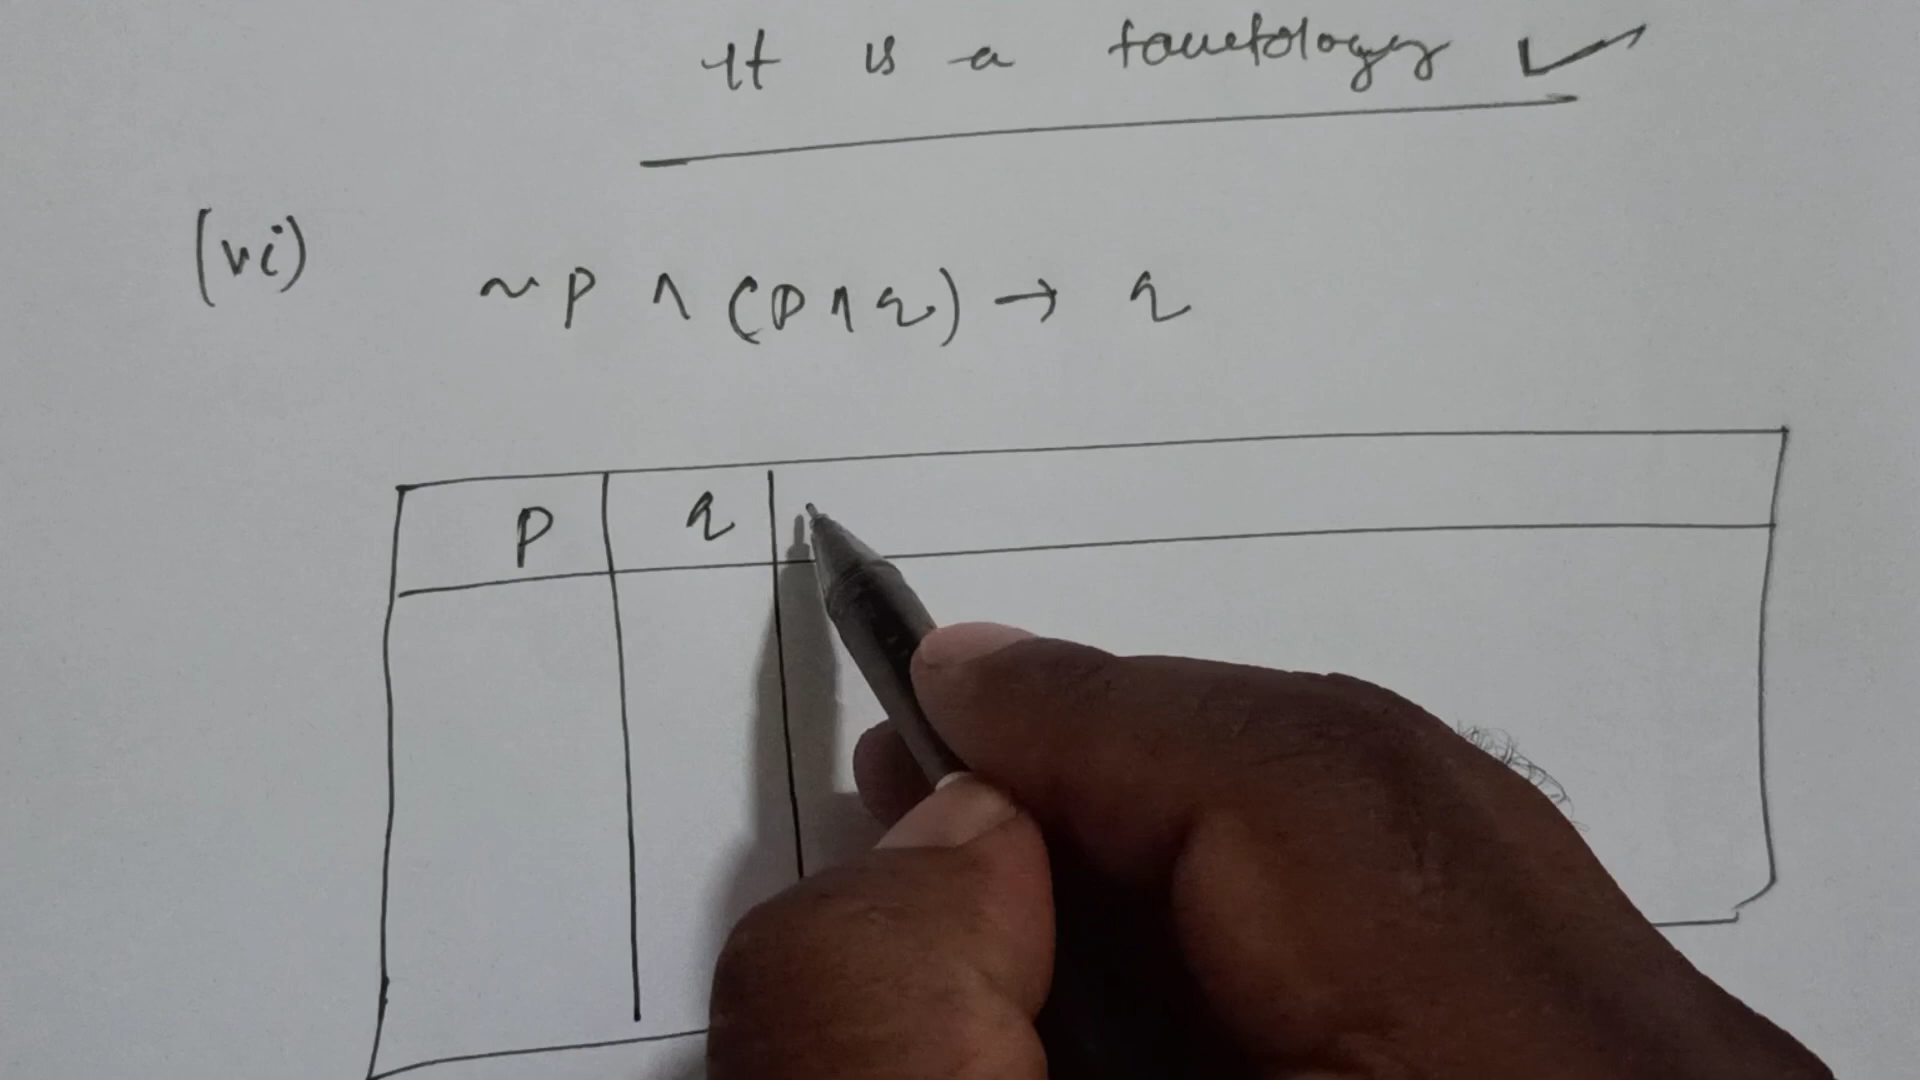 It is a tautology ✓
(vi) ~p ∧ (p ∧ q) → q
p q